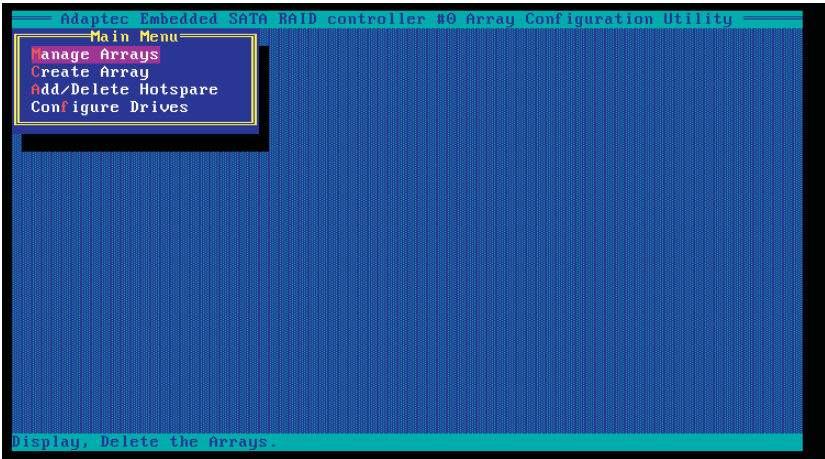 Adaptec Embedded SATA RAID controller #0 Array Configuration Utility
Main Menu
Manage Arrays
Create Array
Add/Delete Hotspare
Configure Drives
Display, Delete the Arrays.